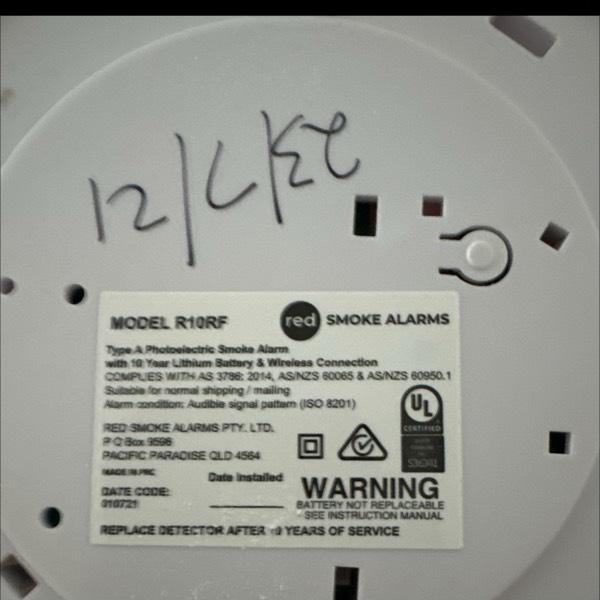 MODEL R10RF
red SMOKE ALARMS
Type A Photoelectric Smoke Alarm
with 10 Year Lithium Battery & Wireless Connection
COMPLIES WITH AS 3786: 2014, AS/NZS 60065 & AS/NZS 60950.1
Suitable for normal shipping / mailing
Alarm condition: Audible signal pattern (ISO 8201)
RED SMOKE ALARMS PTY. LTD.
P O Box 9596
PACIFIC PARADISE QLD 4564
MADE IN PRC
UL
CERTIFIED
Date Installed
DATE CODE:
010721
WARNING
BATTERY NOT REPLACEABLE
- SEE INSTRUCTION MANUAL
REPLACE DETECTOR AFTER 10 YEARS OF SERVICE